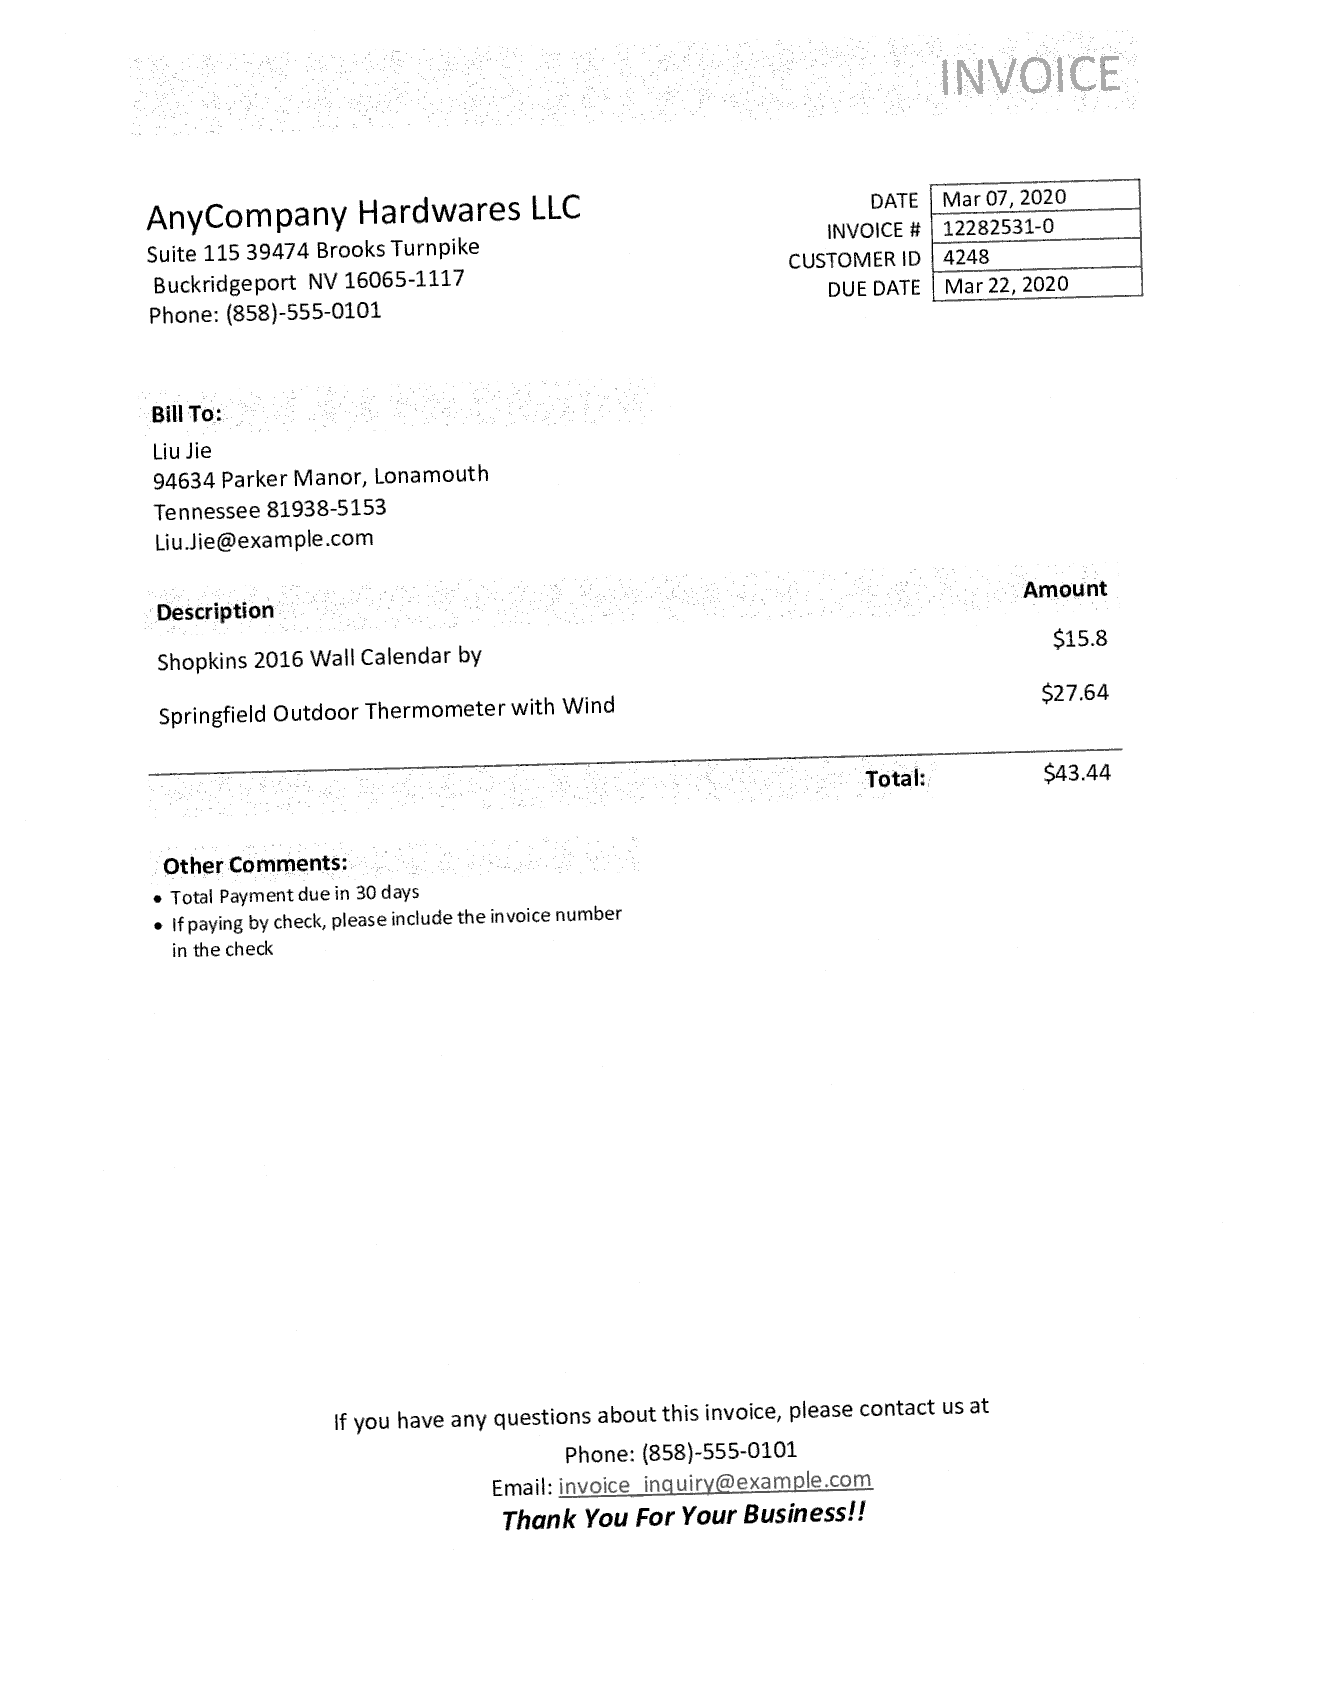 INVOICE
AnyCompany Hardwares LLC
Suite 115 39474 Brooks Turnpike
Buckridgeport NV 16065-1117
Phone: (858)-555-0101
DATE Mar 07, 2020
INVOICE # 12282531-0
CUSTOMER ID 4248
DUE DATE Mar 22, 2020
Bill To:
Liu Jie
94634 Parker Manor, Lonamouth
Tennessee 81938-5153
Liu.Jie@example.com
Description Amount
Shopkins 2016 Wall Calendar by $15.8
Springfield Outdoor Thermometer with Wind $27.64
Total: $43.44
Other Comments:
• Total Payment due in 30 days
• If paying by check, please include the invoice number
in the check
If you have any questions about this invoice, please contact us at
Phone: (858)-555-0101
Email: invoice_inquiry@example.com
Thank You For Your Business!!